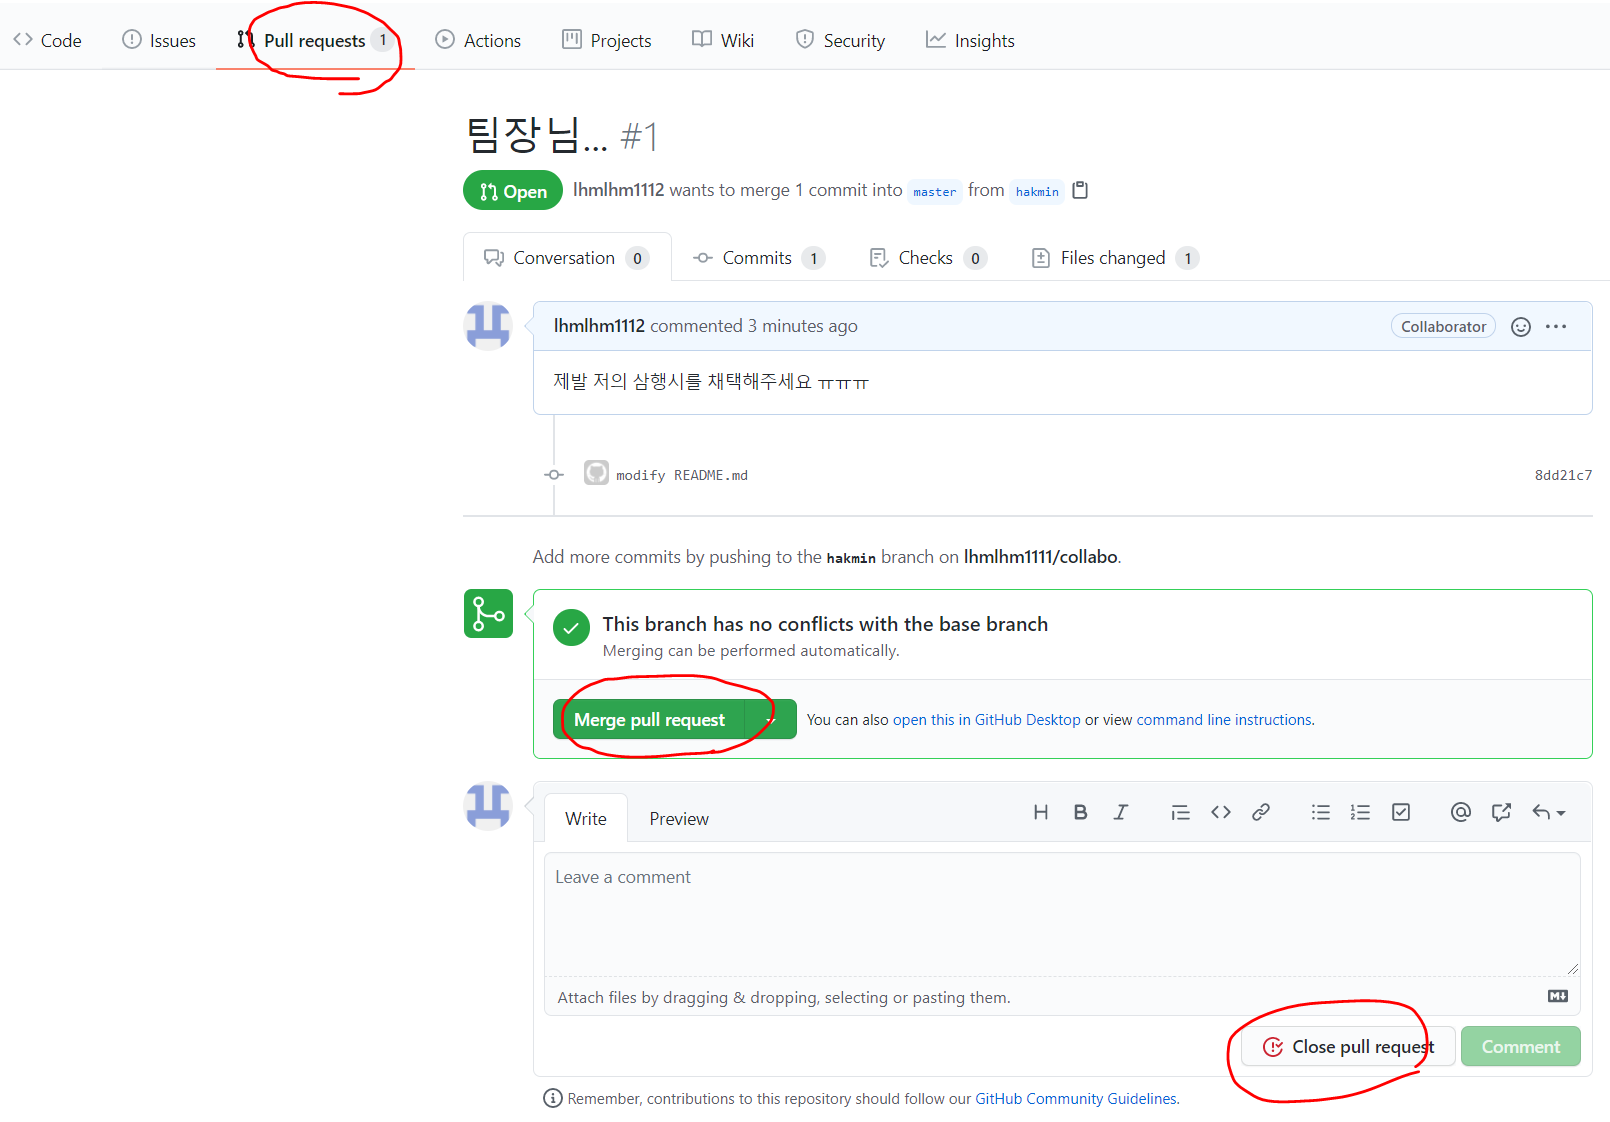 Code Issues Pull requests 1 Actions Projects Wiki Security Insights
팀장님... #1
Open lhmlhm1112 wants to merge 1 commit into master from hakmin
Conversation 0 Commits 1 Checks 0 Files changed 1
lhmlhm1112 commented 3 minutes ago Collaborator
제발 저의 삼행시를 채택해주세요 ㅠㅠㅠ
modify README.md 8dd21c7
Add more commits by pushing to the hakmin branch on lhmlhm1111/collabo.
This branch has no conflicts with the base branch
Merging can be performed automatically.
Merge pull request You can also open this in GitHub Desktop or view command line instructions.
Write Preview
Leave a comment
Attach files by dragging & dropping, selecting or pasting them.
Close pull request Comment
Remember, contributions to this repository should follow our GitHub Community Guidelines.